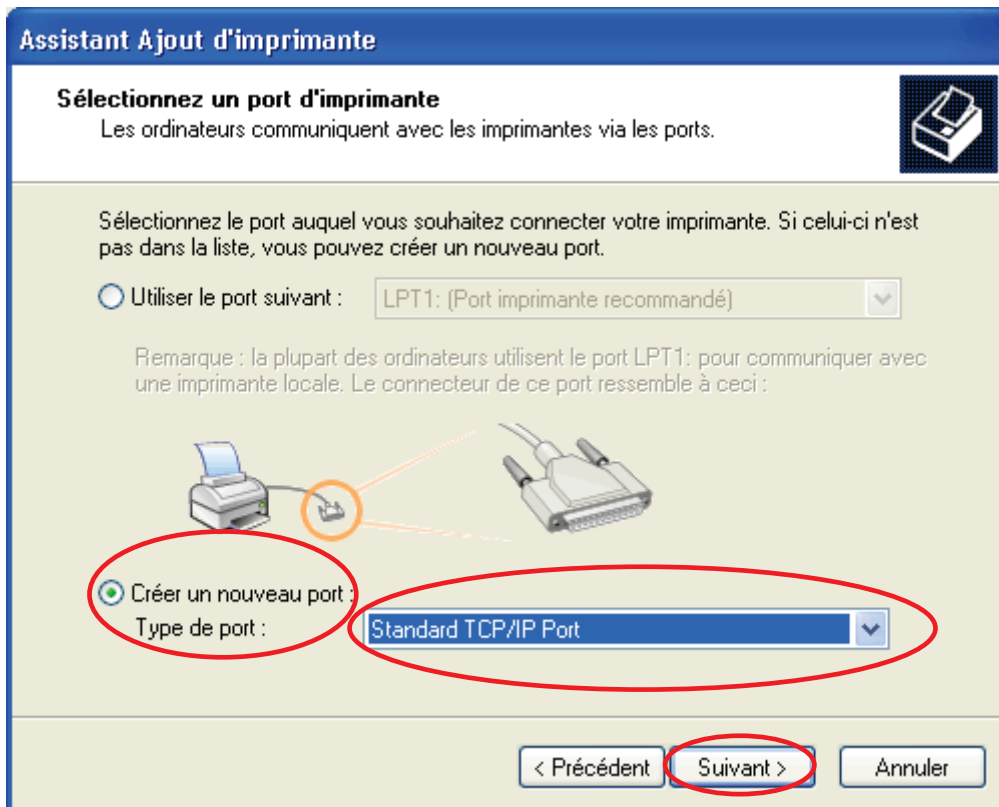 Assistant Ajout d'imprimante
Sélectionnez un port d'imprimante
Les ordinateurs communiquent avec les imprimantes via les ports.
Sélectionnez le port auquel vous souhaitez connecter votre imprimante. Si celui-ci n'est
pas dans la liste, vous pouvez créer un nouveau port.
Utiliser le port suivant :
LPT1: (Port imprimante recommandé)
Remarque : la plupart des ordinateurs utilisent le port LPT1: pour communiquer avec
une imprimante locale. Le connecteur de ce port ressemble à ceci :
Créer un nouveau port :
Type de port :
Standard TCP/IP Port
< Précédent
Suivant >
Annuler